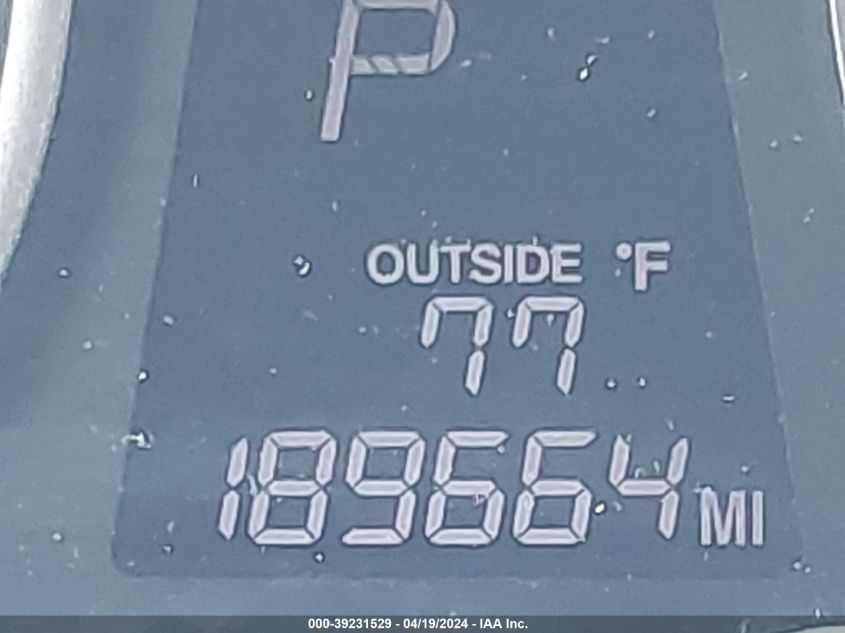 P
OUTSIDE °F
77
189664 MI
000-39231529 - 04/19/2024 - IAA Inc.